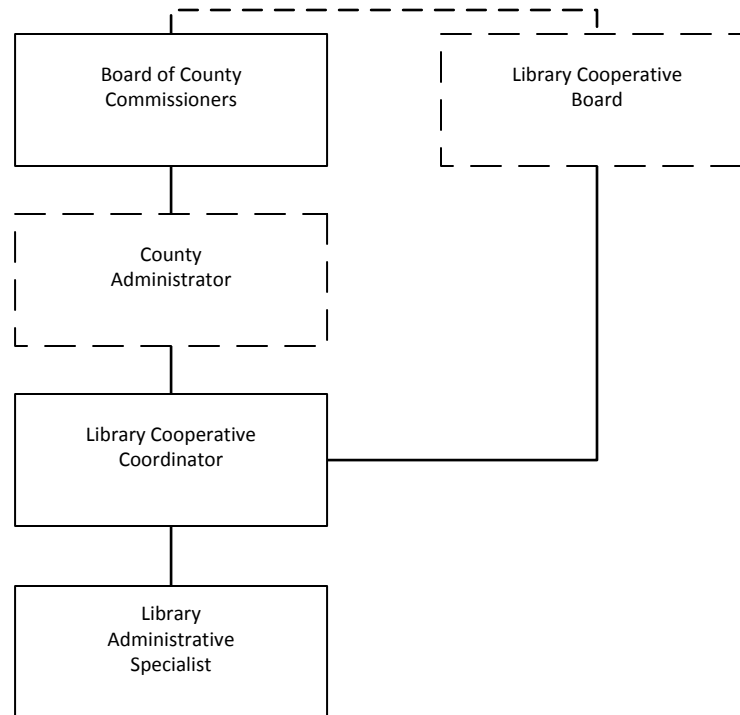 Board of County
Commissioners
Library Cooperative
Board
County
Administrator
Library Cooperative
Coordinator
Library
Administrative
Specialist